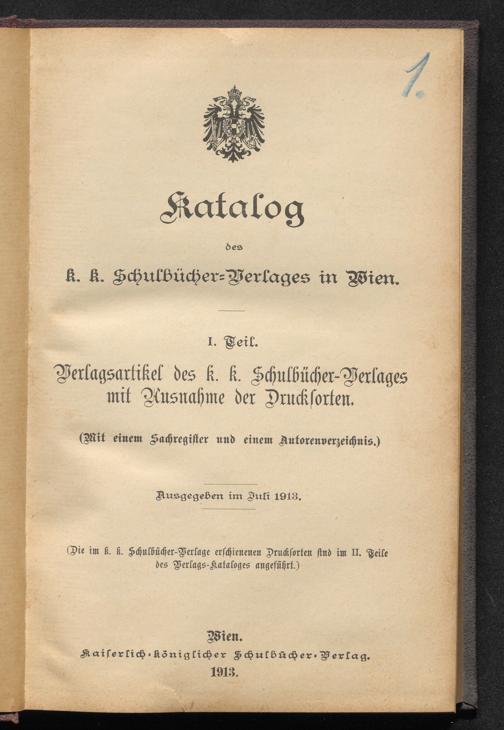 1.
Katalog
des
k. k. Schulbücher-Verlages in Wien.
I. Teil.
Verlagsartikel des k. k. Schulbücher-Verlages
mit Ausnahme der Drucksorten.
(Mit einem Sachregister und einem Autorenverzeichnis.)
Ausgegeben im Juli 1913.
(Die im k. k. Schulbücher-Verlage erschienenen Drucksorten sind im II. Teile
des Verlags-Kataloges angeführt.)
Wien.
Kaiserlich-königlicher Schulbücher-Verlag.
1913.